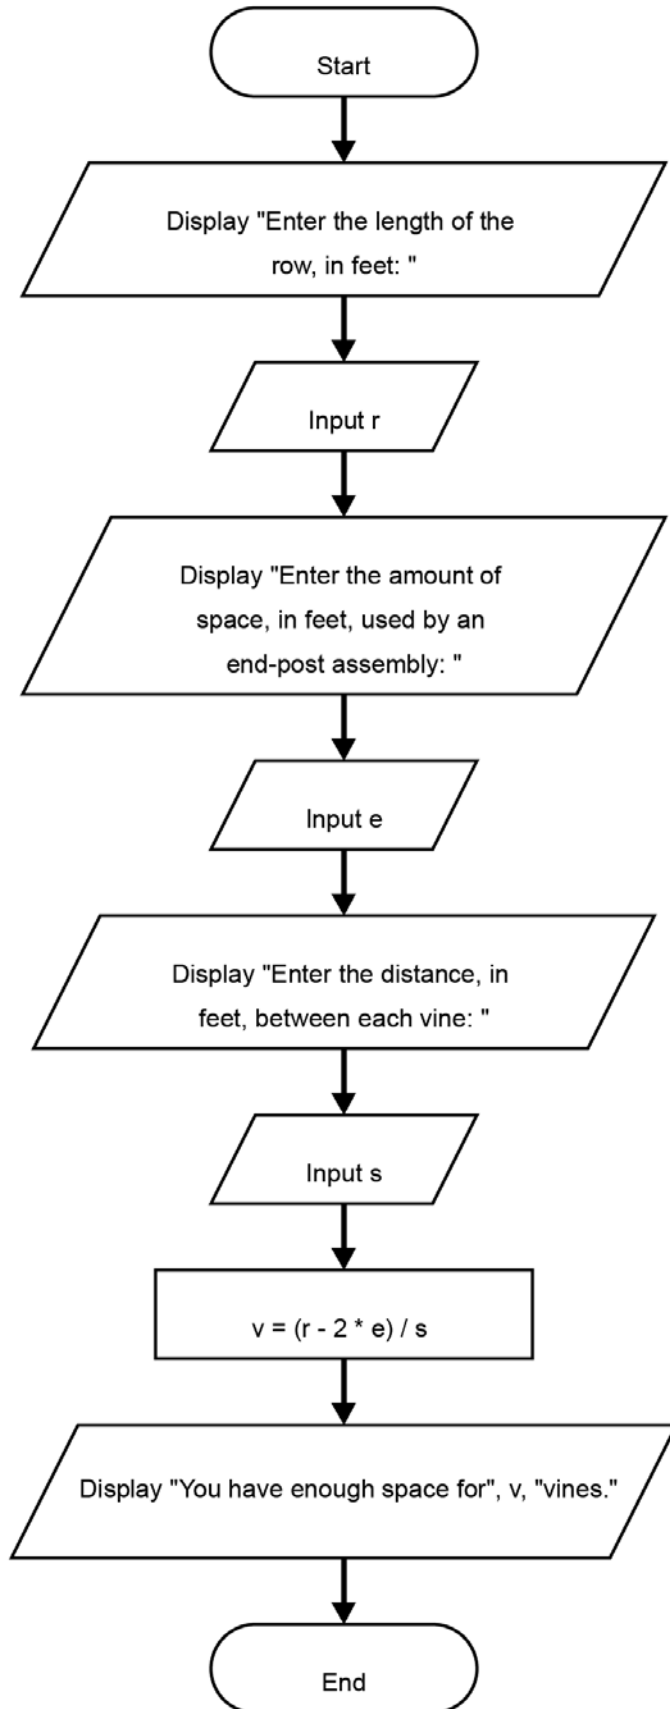 Start
Display "Enter the length of the
row, in feet: "
Input r
Display "Enter the amount of
space, in feet, used by an
end-post assembly: "
Input e
Display "Enter the distance, in
feet, between each vine: "
Input s
v = (r - 2 * e) / s
Display "You have enough space for", v, "vines."
End